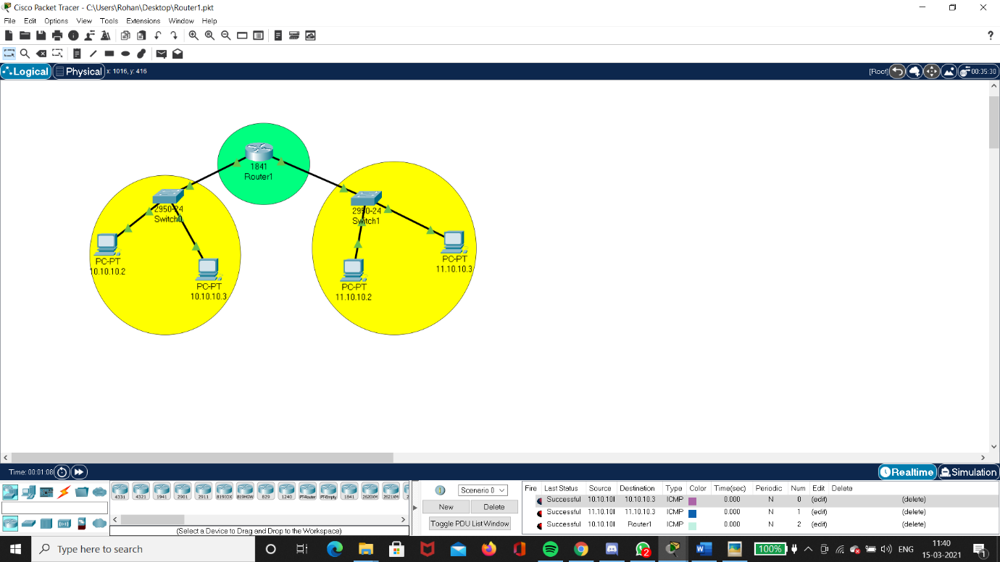 Cisco Packet Tracer - C:\Users\Rohan\Desktop\Router1.pkt
File Edit Options View Tools Extensions Window Help
Logical Physical x: 1016, y: 416 [Root] 00:35:30
1841
Router1
2950-24
Switch0
2950-24
Switch1
PC-PT
10.10.10.2
PC-PT
10.10.10.3
PC-PT
11.10.10.2
PC-PT
11.10.10.3
Time: 00:01:08 Realtime Simulation
4331 4321 1941 2901 2911 819IOX 819HGW 829 1240 PT-Router PT-Empty 1841 2620XM 2621XM
(Select a Device to Drag and Drop to the Workspace)
Scenario 0
New Delete
Toggle PDU List Window
Fire Last Status Source Destination Type Color Time(sec) Periodic Num Edit Delete
Successful 10.10.10 10.10.10.3 ICMP 0.000 N 0 (edit) (delete)
Successful 11.10.10 11.10.10.3 ICMP 0.000 N 1 (edit) (delete)
Successful 10.10.10 Router1 ICMP 0.000 N 2 (edit) (delete)
Type here to search 2 100% ENG 11:40
15-03-2021 1